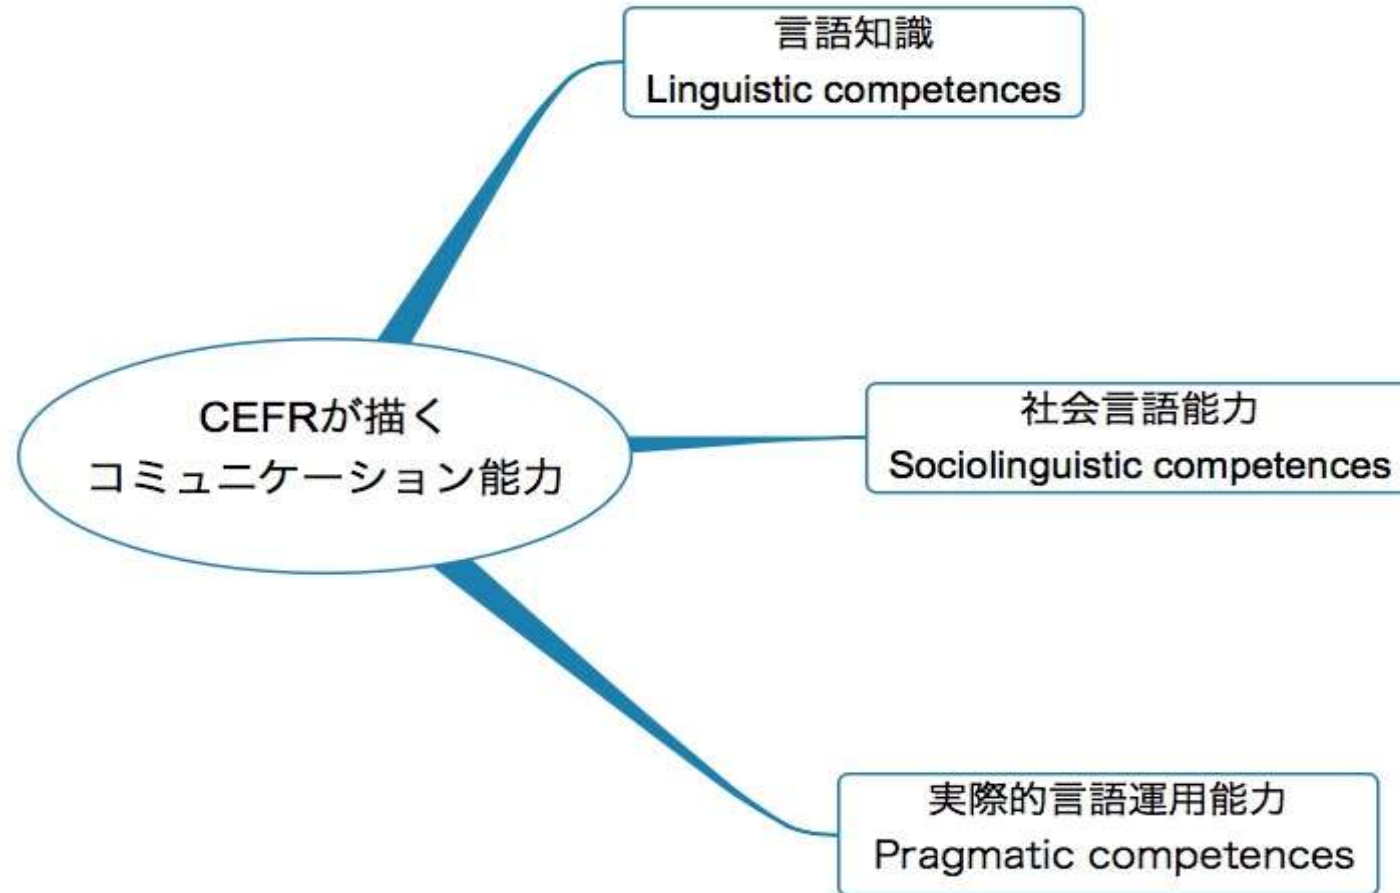 言語知識
Linguistic competences
CEFRが描く
コミュニケーション能力
社会言語能力
Sociolinguistic competences
実際的言語運用能力
Pragmatic competences